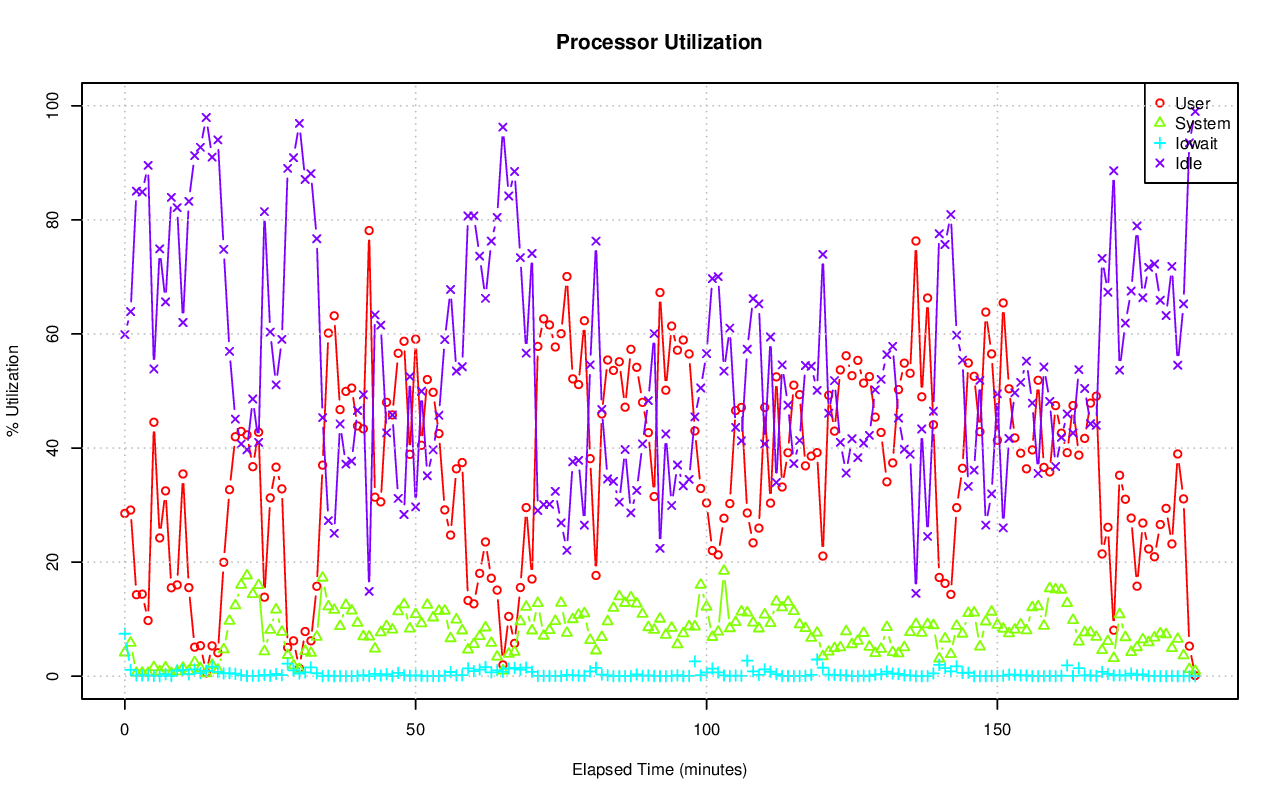 Processor Utilization
% Utilization
100
80
60
40
20
0
User
System
Iowait
Idle
0 50 100 150
Elapsed Time (minutes)